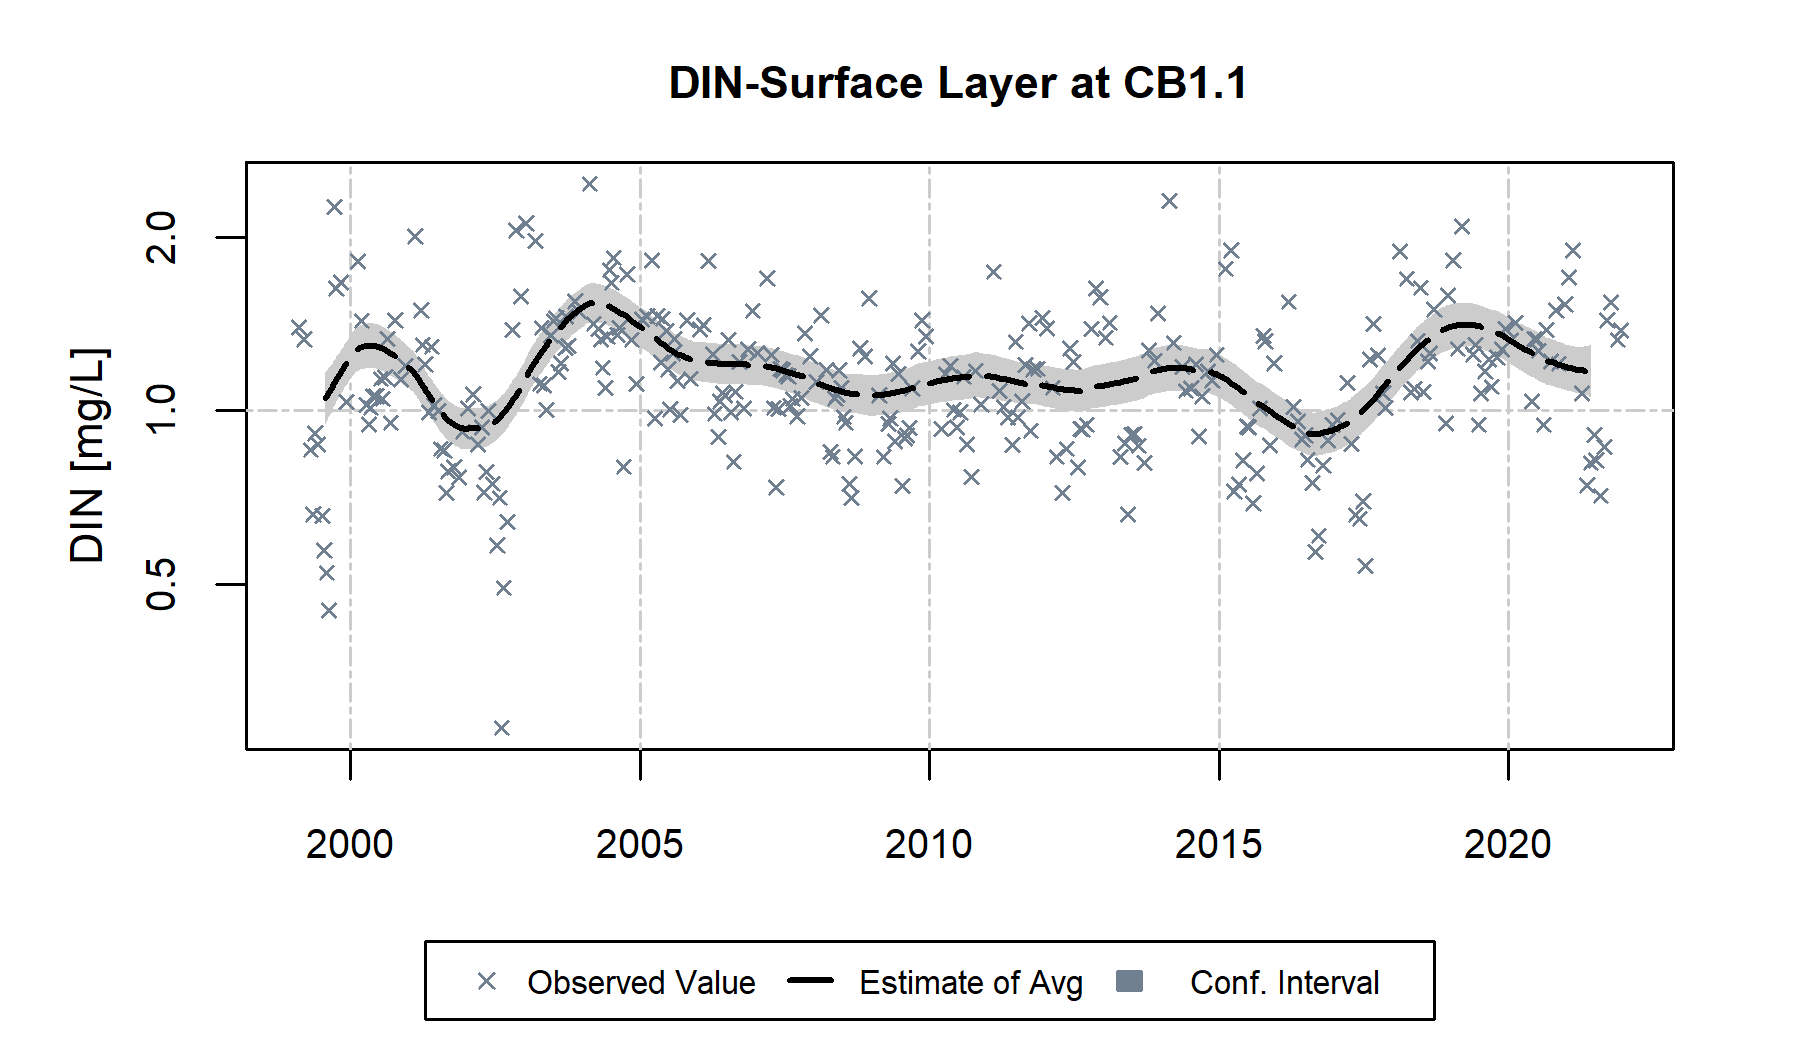 DIN-Surface Layer at CB1.1
DIN [mg/L]
2.0
1.0
0.5
2000 2005 2010 2015 2020
Observed Value Estimate of Avg Conf. Interval